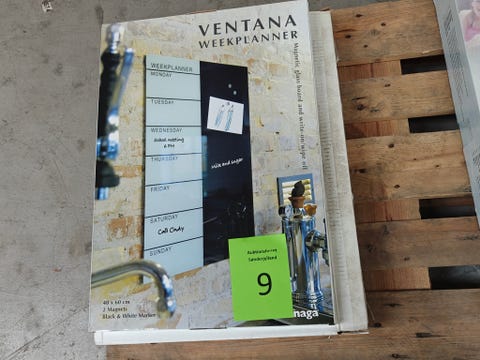 VENTANA
WEEKPLANNER
Magnetic glass board and write-on/wipe off
WEEKPLANNER
MONDAY
TUESDAY
WEDNESDAY
School meeting
6 PM
THURSDAY
milk and sugar
FRIDAY
SATURDAY
Call Cindy
SUNDAY
9
40 x 60 cm
2 Magnets
Black & White Marker
naga